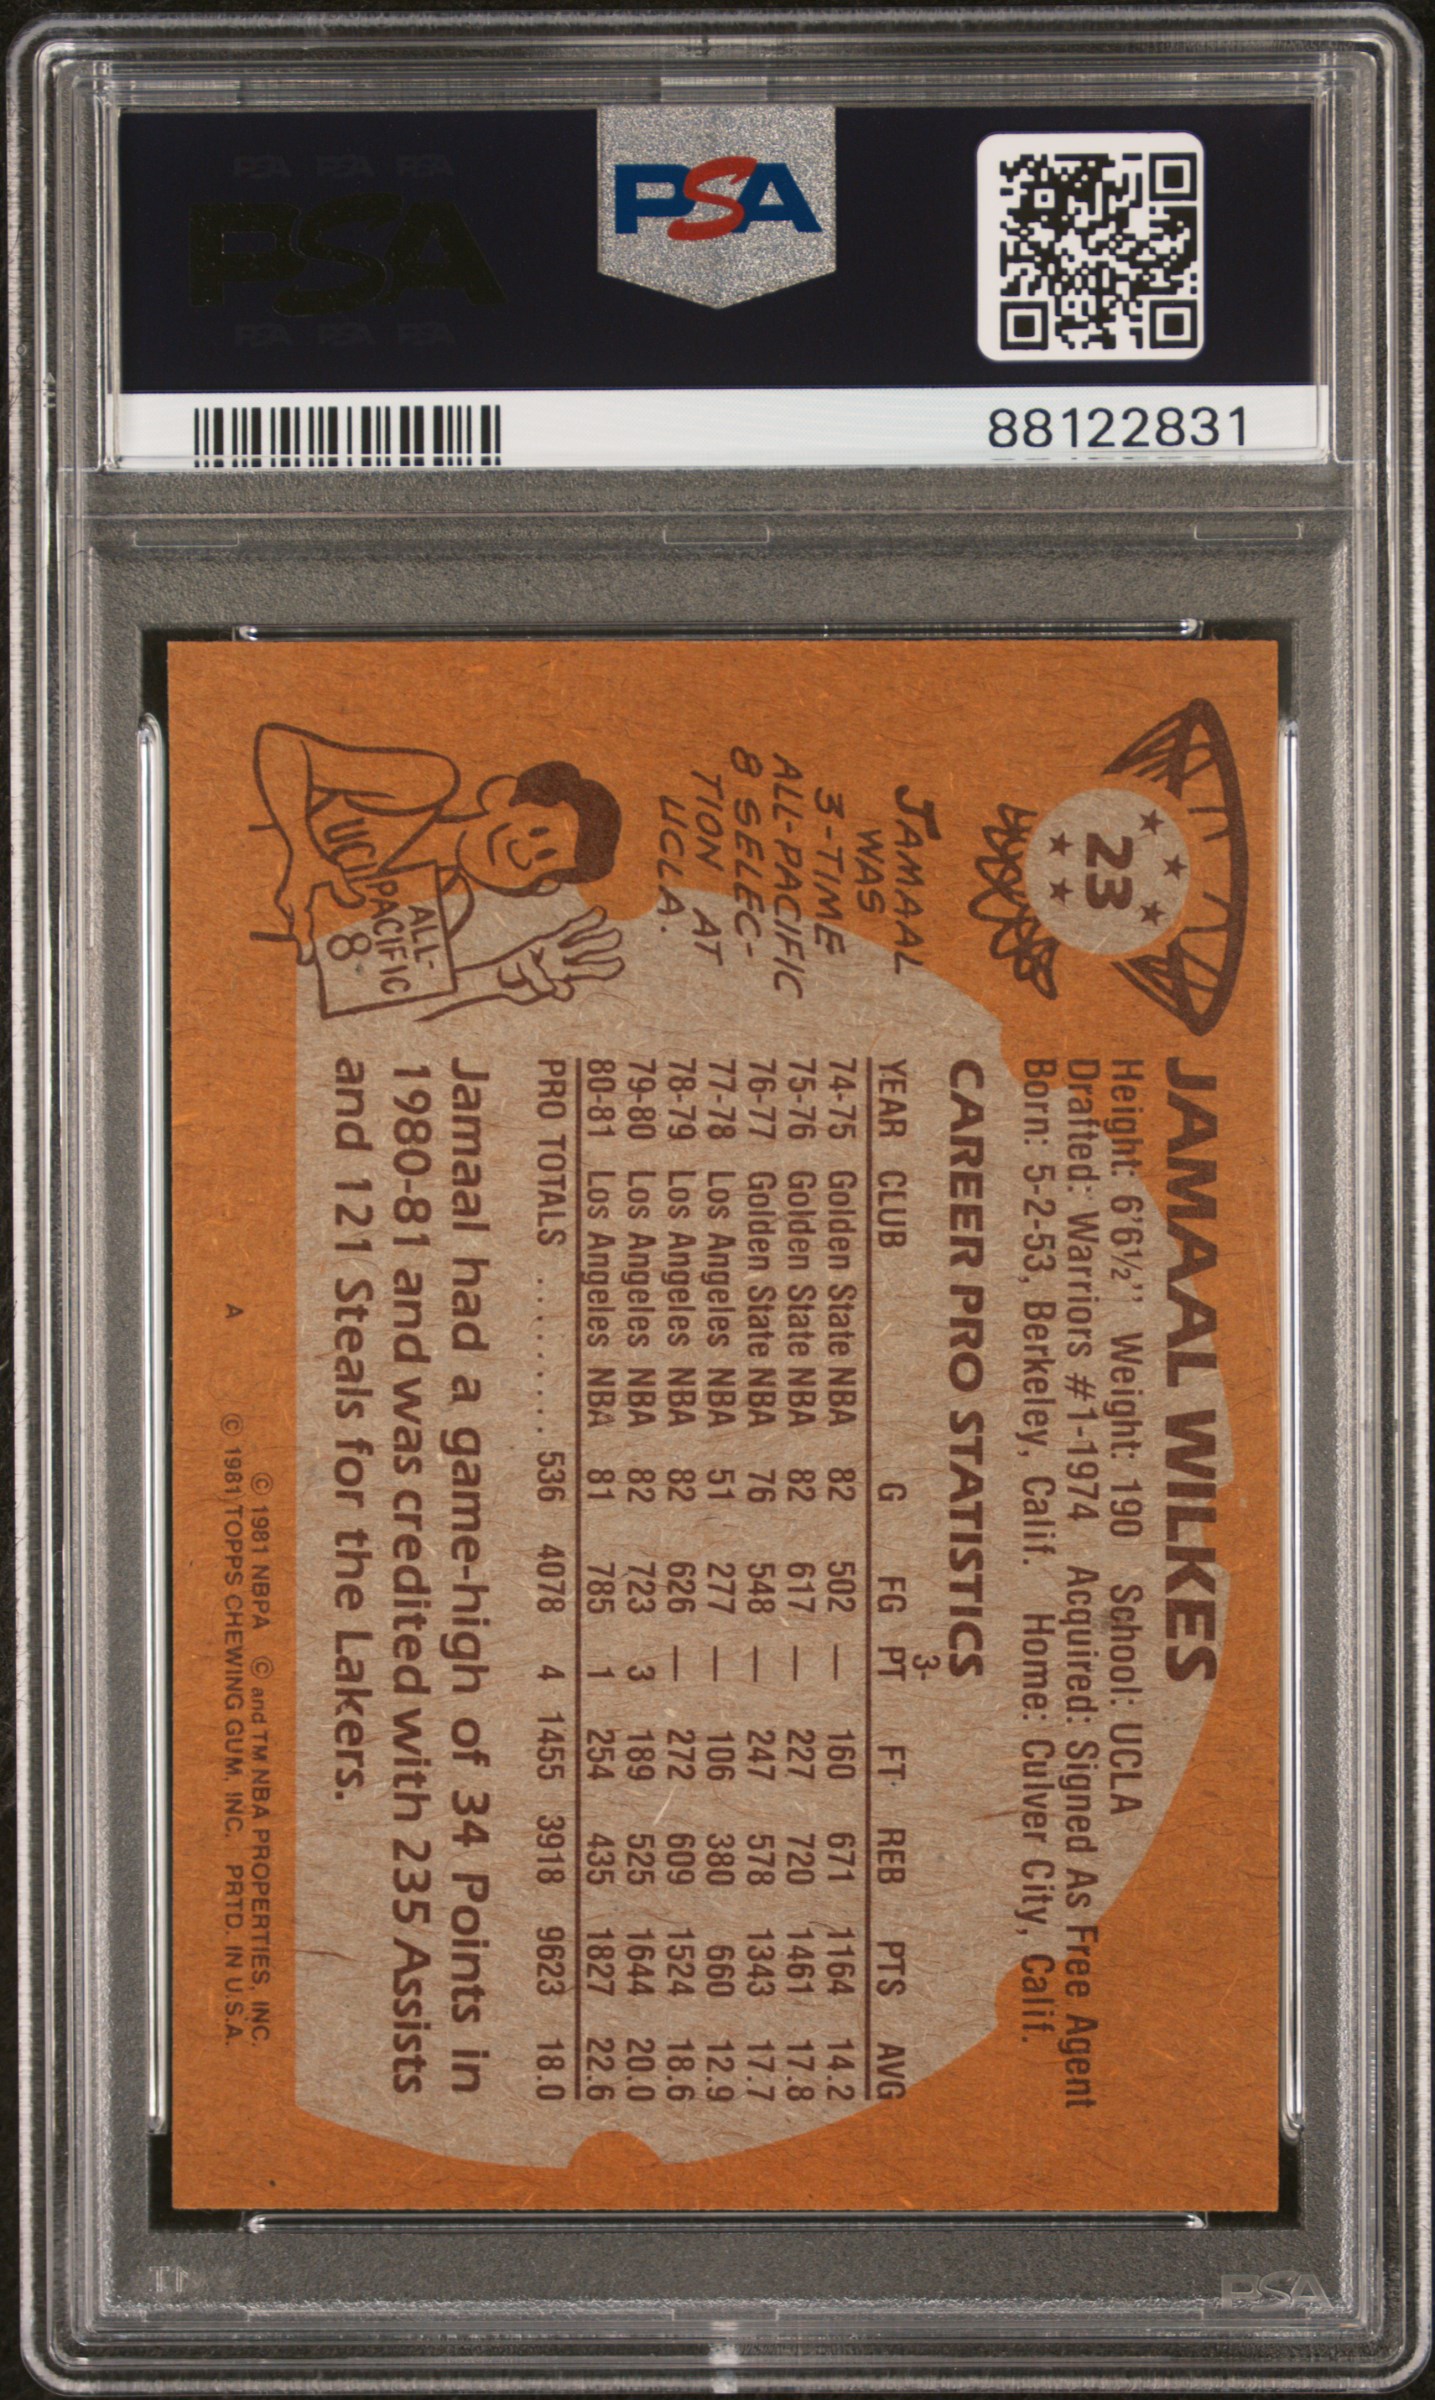 PSA PSA PSA
PSA
PSA PSA PSA
PSA
88122831
23
JAMAAL WILKES
Height: 6'6½'' Weight: 190 School: UCLA
Drafted: Warriors #1-1974 Acquired: Signed As Free Agent
Born: 5-2-53, Berkeley, Calif. Home: Culver City, Calif.
CAREER PRO STATISTICS
YEAR CLUB G FG 3-PT FT REB PTS AVG
74-75 Golden State NBA 82 502 — 160 671 1164 14.2
75-76 Golden State NBA 82 617 — 227 720 1461 17.8
76-77 Golden State NBA 76 548 — 247 578 1343 17.7
77-78 Los Angeles NBA 51 277 — 106 380 660 12.9
78-79 Los Angeles NBA 82 626 — 272 609 1524 18.6
79-80 Los Angeles NBA 82 723 3 189 525 1644 20.0
80-81 Los Angeles NBA 81 785 1 254 435 1827 22.6
PRO TOTALS ......... 536 4078 4 1455 3918 9623 18.0
Jamaal had a game-high of 34 Points in
1980-81 and was credited with 235 Assists
and 121 Steals for the Lakers.
JAMAAL
WAS
3-TIME
ALL-PACIFIC
8 SELEC-
TION AT
UCLA.
UCLA
ALL-
PACIFIC
8
© 1981 NBPA © and TM NBA PROPERTIES, INC.
A © 1981 TOPPS CHEWING GUM, INC. PRTD. IN U.S.A.
PSA